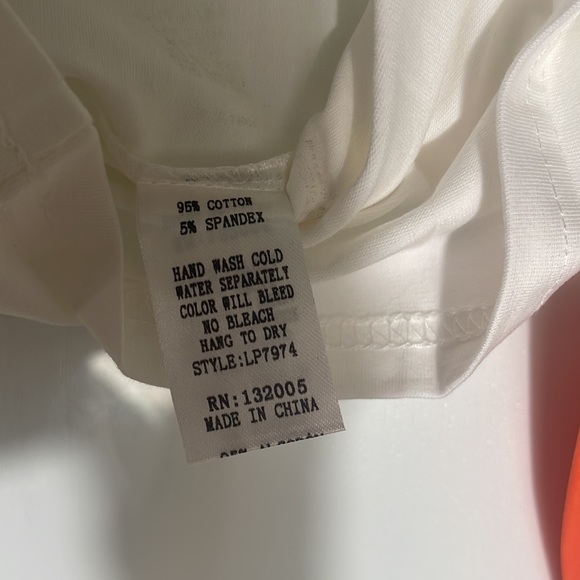 95% COTTON
5% SPANDEX
HAND WASH COLD
WATER SEPARATELY
COLOR WILL BLEED
NO BLEACH
HANG TO DRY
STYLE:LP7974
RN:132005
MADE IN CHINA